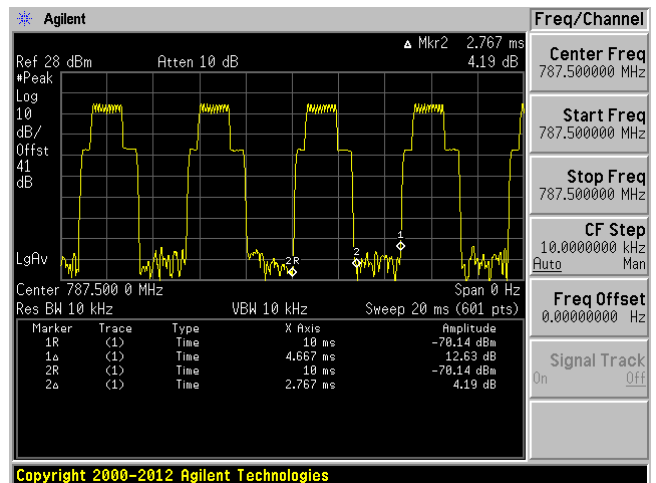 Agilent
Freq/Channel
Δ Mkr2 2.767 ms
Ref 28 dBm Atten 10 dB 4.19 dB
#Peak
Log
10
dB/
Offst
41
dB
LgAv
1
2R
2
Center 787.500 0 MHz Span 0 Hz
Res BW 10 kHz VBW 10 kHz Sweep 20 ms (601 pts)
Marker Trace Type X Axis Amplitude
1R (1) Time 10 ms -70.14 dBm
1Δ (1) Time 4.667 ms 12.63 dB
2R (1) Time 10 ms -70.14 dBm
2Δ (1) Time 2.767 ms 4.19 dB
Center Freq
787.500000 MHz
Start Freq
787.500000 MHz
Stop Freq
787.500000 MHz
CF Step
10.0000000 kHz
Auto Man
Freq Offset
0.00000000 Hz
Signal Track
On Off
Copyright 2000-2012 Agilent Technologies